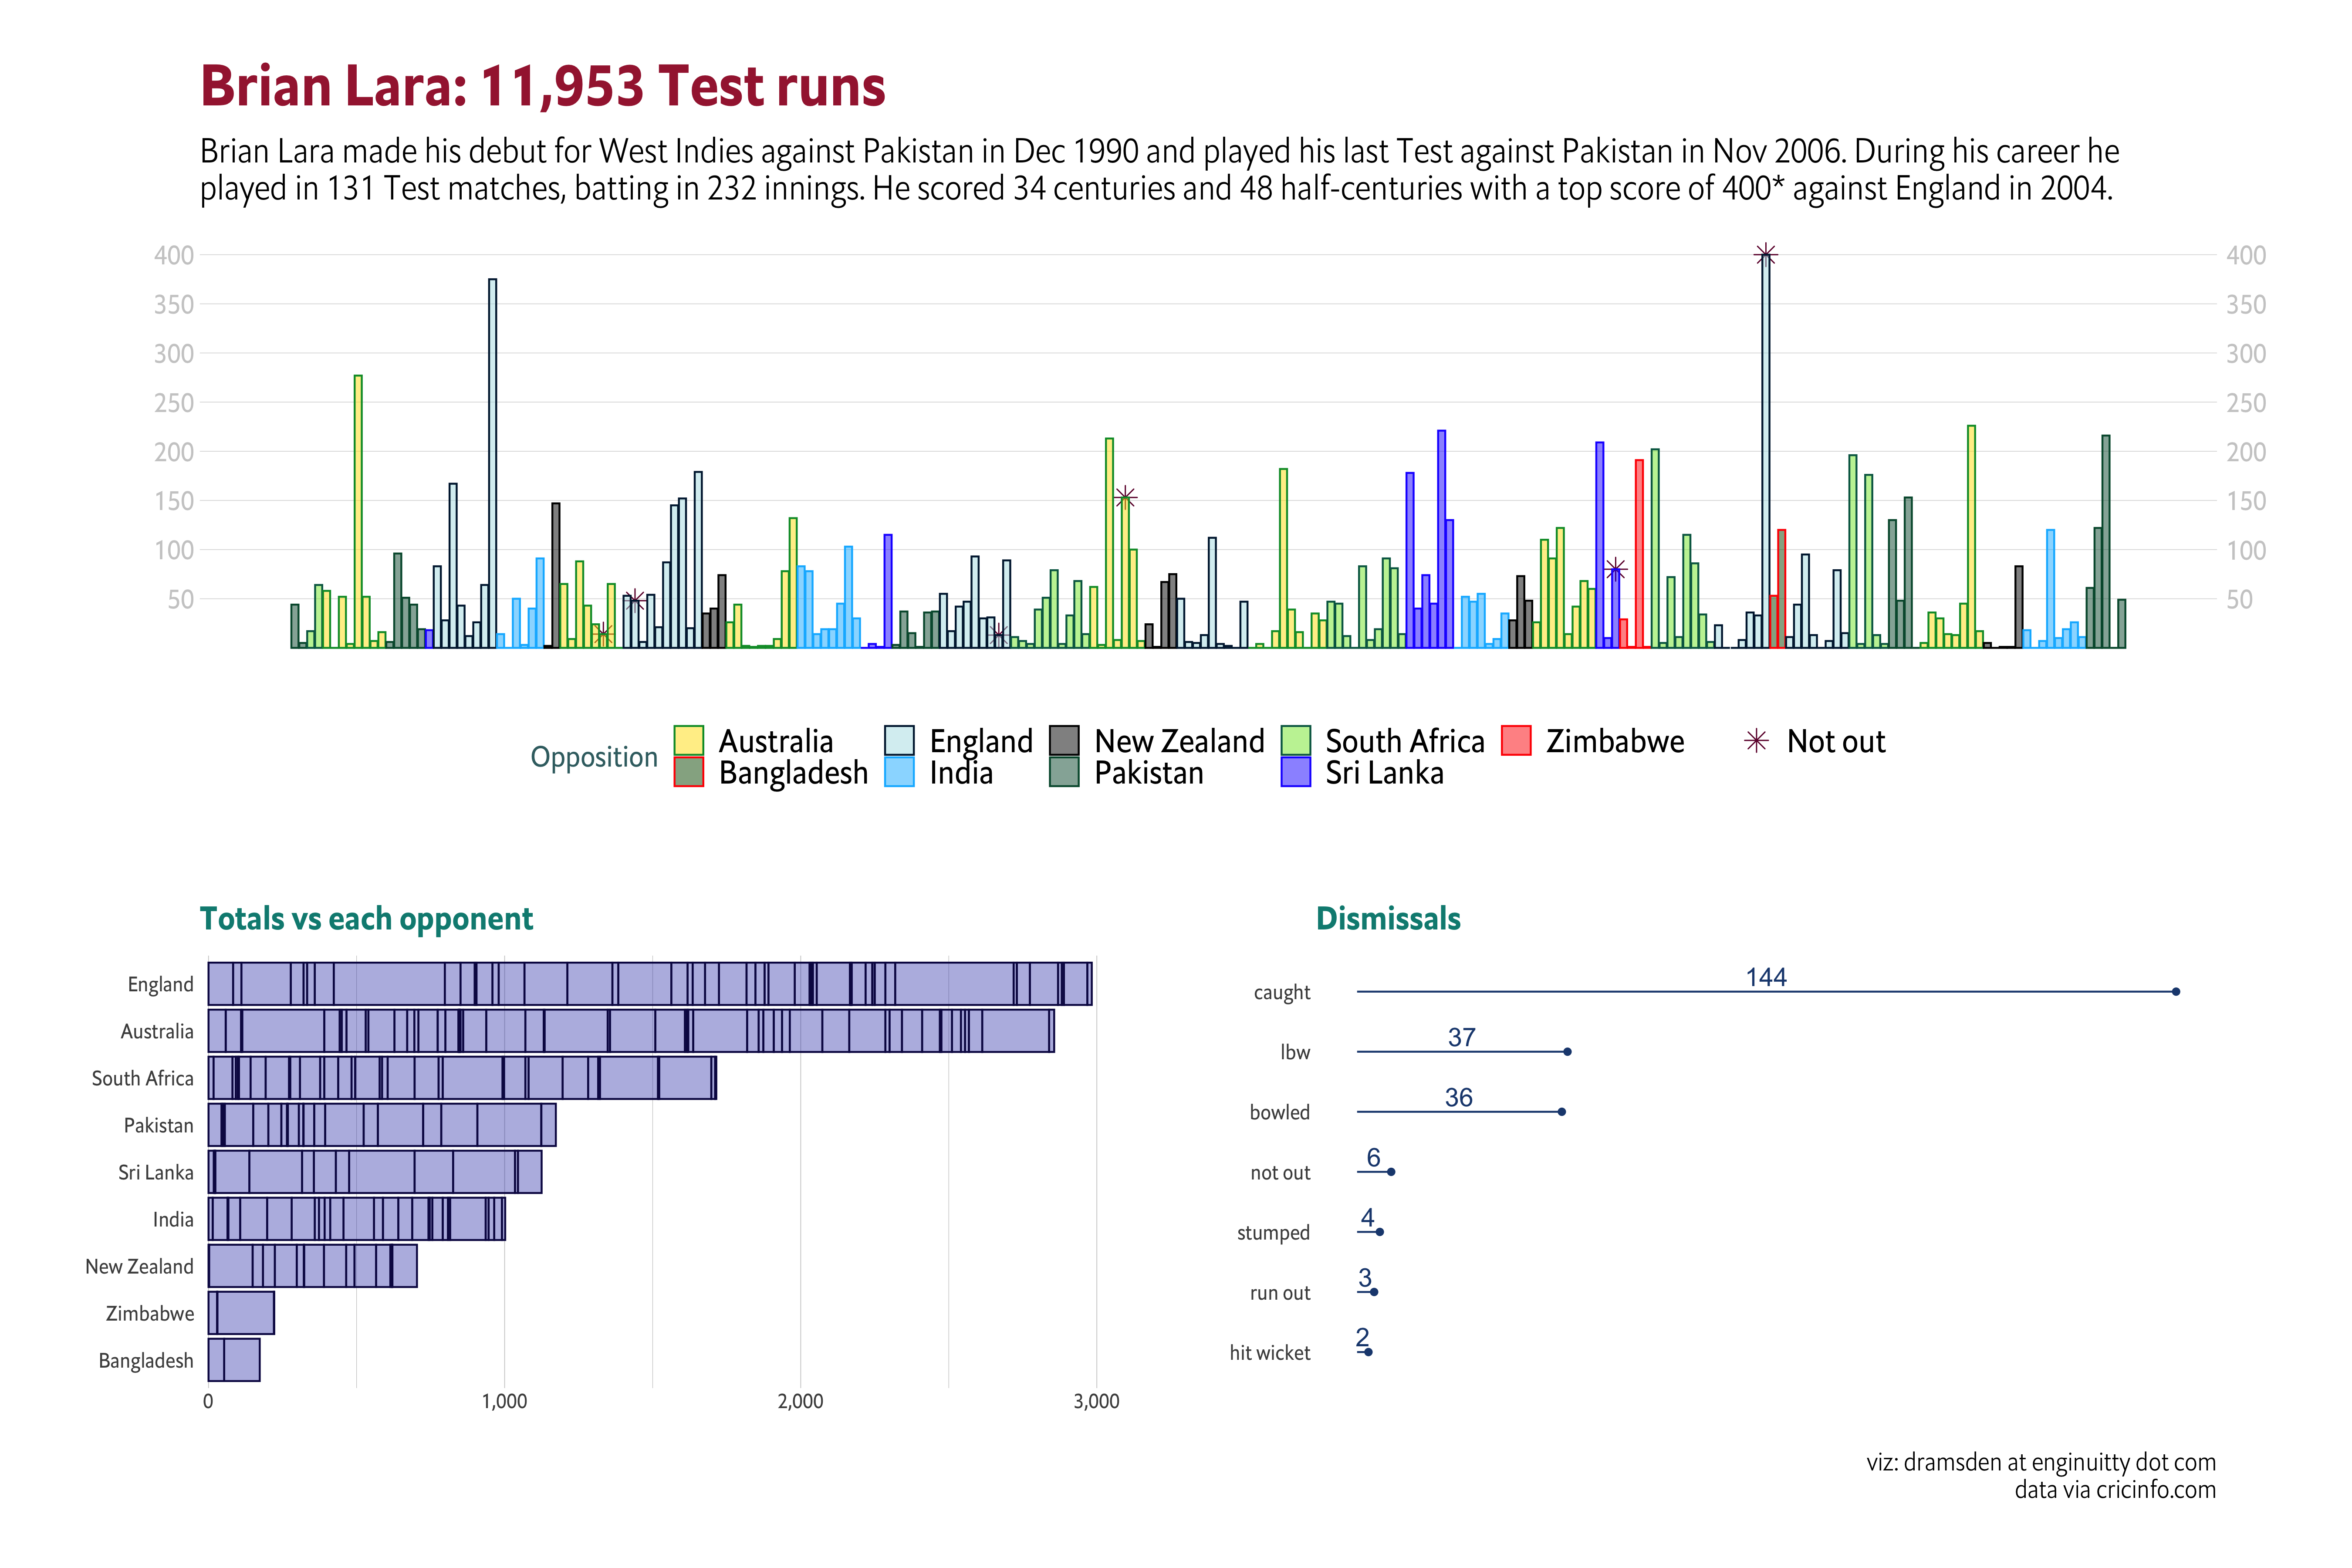 Brian Lara: 11,953 Test runs
Brian Lara made his debut for West Indies against Pakistan in Dec 1990 and played his last Test against Pakistan in Nov 2006. During his career he
played in 131 Test matches, batting in 232 innings. He scored 34 centuries and 48 half-centuries with a top score of 400* against England in 2004.
400 400
350 350
300 300
250 250
200 200
150 150
100 100
50 50
Opposition
Australia England New Zealand South Africa Zimbabwe Not out
Bangladesh India Pakistan Sri Lanka
Totals vs each opponent
England
Australia
South Africa
Pakistan
Sri Lanka
India
New Zealand
Zimbabwe
Bangladesh
0 1,000 2,000 3,000
Dismissals
caught 144
lbw 37
bowled 36
not out 6
stumped 4
run out 3
hit wicket 2
viz: dramsden at enginuitty dot com
data via cricinfo.com